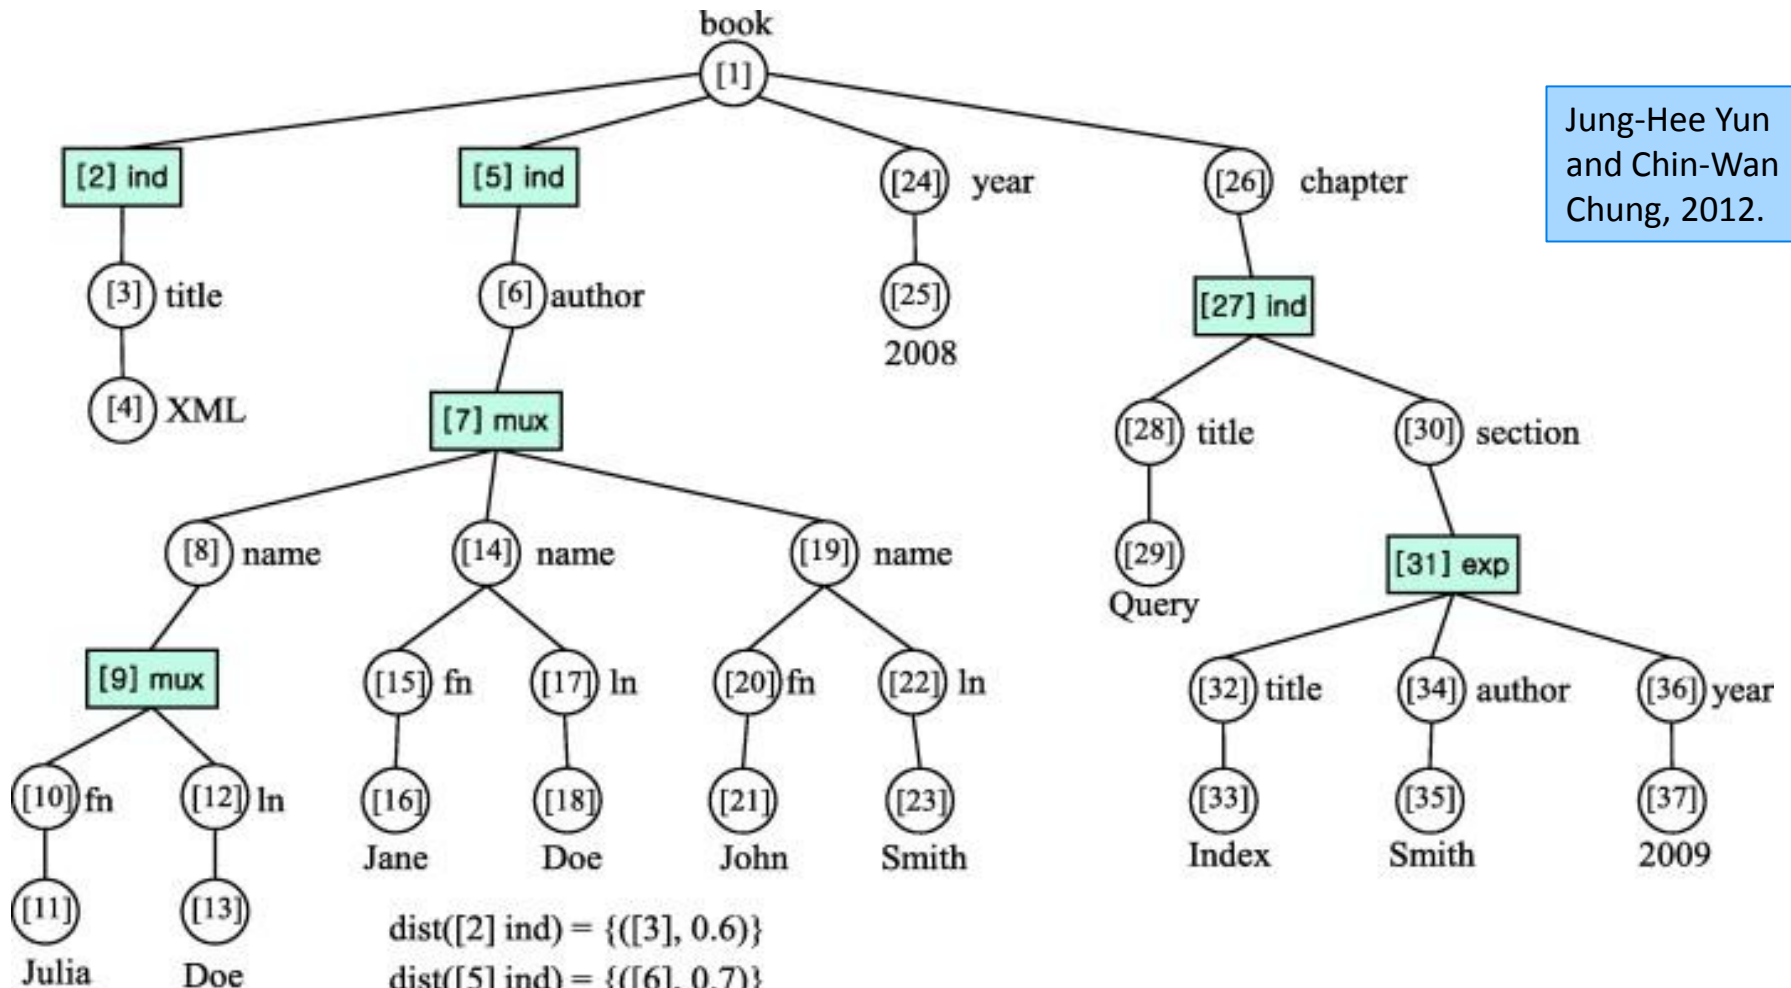 book
[1]
Jung-Hee Yun
and Chin-Wan
Chung, 2012.
[2] ind
[5] ind
[24] year
[26] chapter
[3] title
[6] author
[25]
2008
[27] ind
[4] XML
[7] mux
[28] title
[30] section
[8] name
[14] name
[19] name
[29]
Query
[31] exp
[9] mux
[15] fn
[17] ln
[20] fn
[22] ln
[32] title
[34] author
[36] year
[10] fn
[12] ln
[16]
[18]
[21]
[23]
[33]
[35]
[37]
Jane
Doe
John
Smith
Index
Smith
2009
[11]
[13]
dist([2] ind) = {([3], 0.6)}
Julia
Doe
dist([5] ind) = {([6], 0.7)}